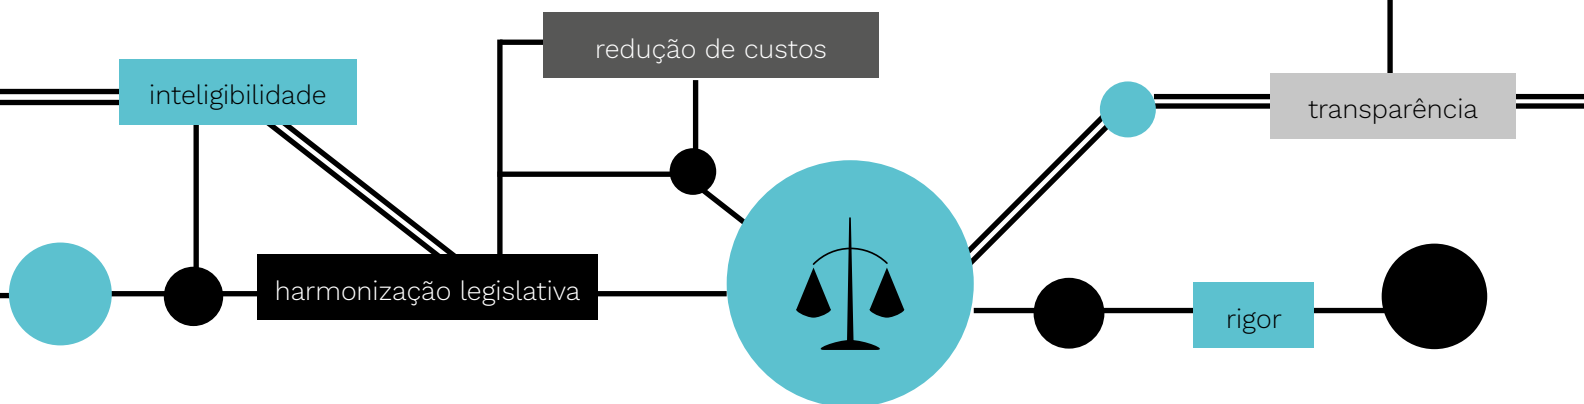 redução de custos
inteligibilidade
transparência
harmonização legislativa
rigor